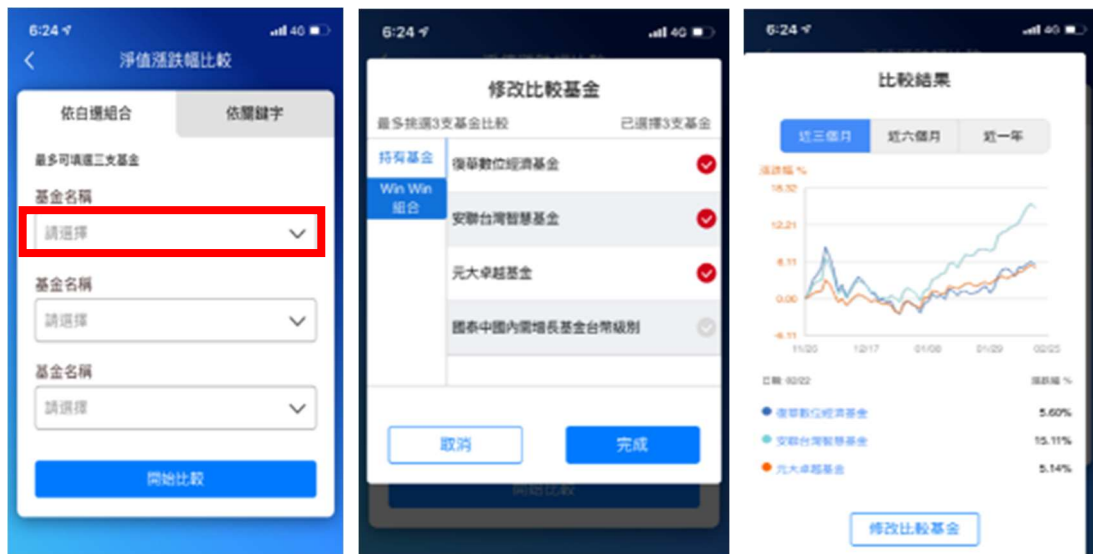 6:24
4G
淨值漲跌幅比較
依自選組合
依關鍵字
最多可填選三支基金
基金名稱
請選擇
基金名稱
請選擇
基金名稱
請選擇
開始比較
6:24
4G
修改比較基金
最多挑選3支基金比較
已選擇3支基金
持有基金
Win Win
組合
復華數位經濟基金
安聯台灣智慧基金
元大卓越基金
國泰中國內需增長基金台幣級別
取消
完成
開始比較
6:24
4G
比較結果
近三個月
近六個月
近一年
漲跌幅 %
18.32
12.21
6.11
0.00
-6.11
11/26
12/17
01/08
01/29
02/25
日期: 02/22
漲跌幅 %
復華數位經濟基金
5.60%
安聯台灣智慧基金
15.11%
元大卓越基金
5.14%
修改比較基金